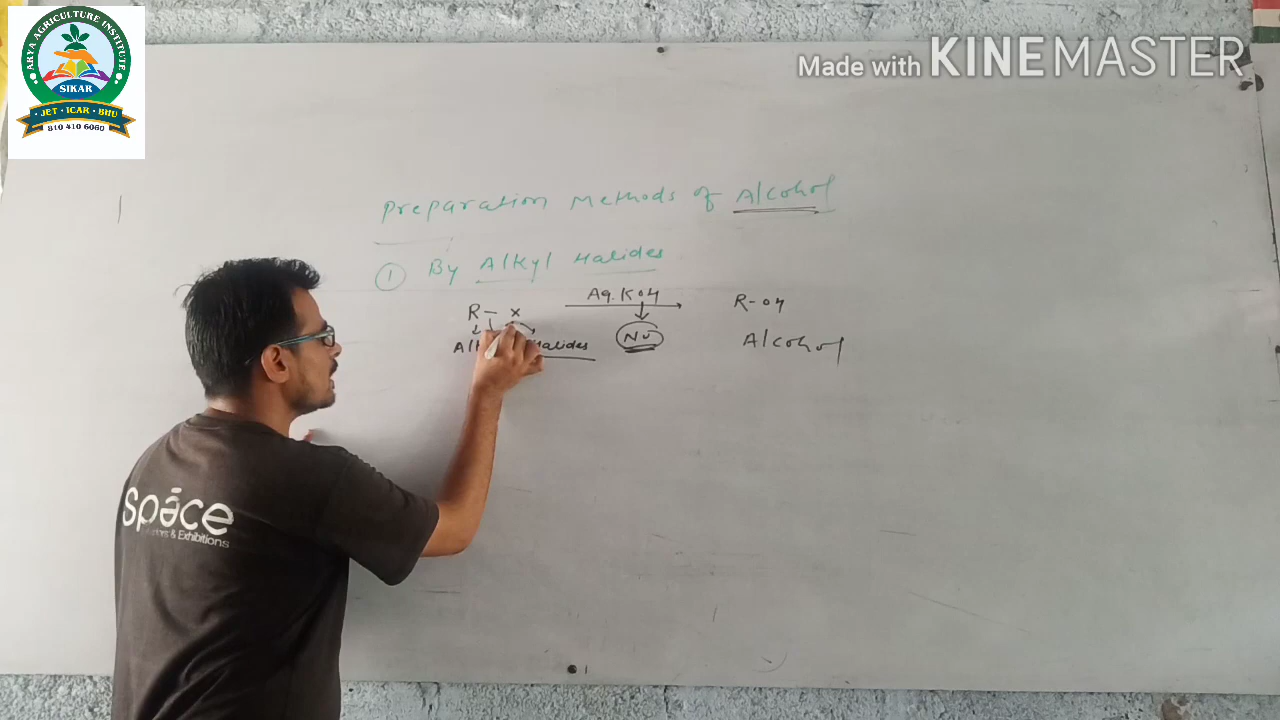 ARYA AGRICULTURE INSTITUTE
SIKAR
· JET · ICAR · BHU ·
810 410 6060
Made with KINEMASTER
Preparation Methods of Alcohol
① By Alkyl Halides
R – X Aq. KOH R-OH
Halides Nu Alcohol
Space
& Exhibitions